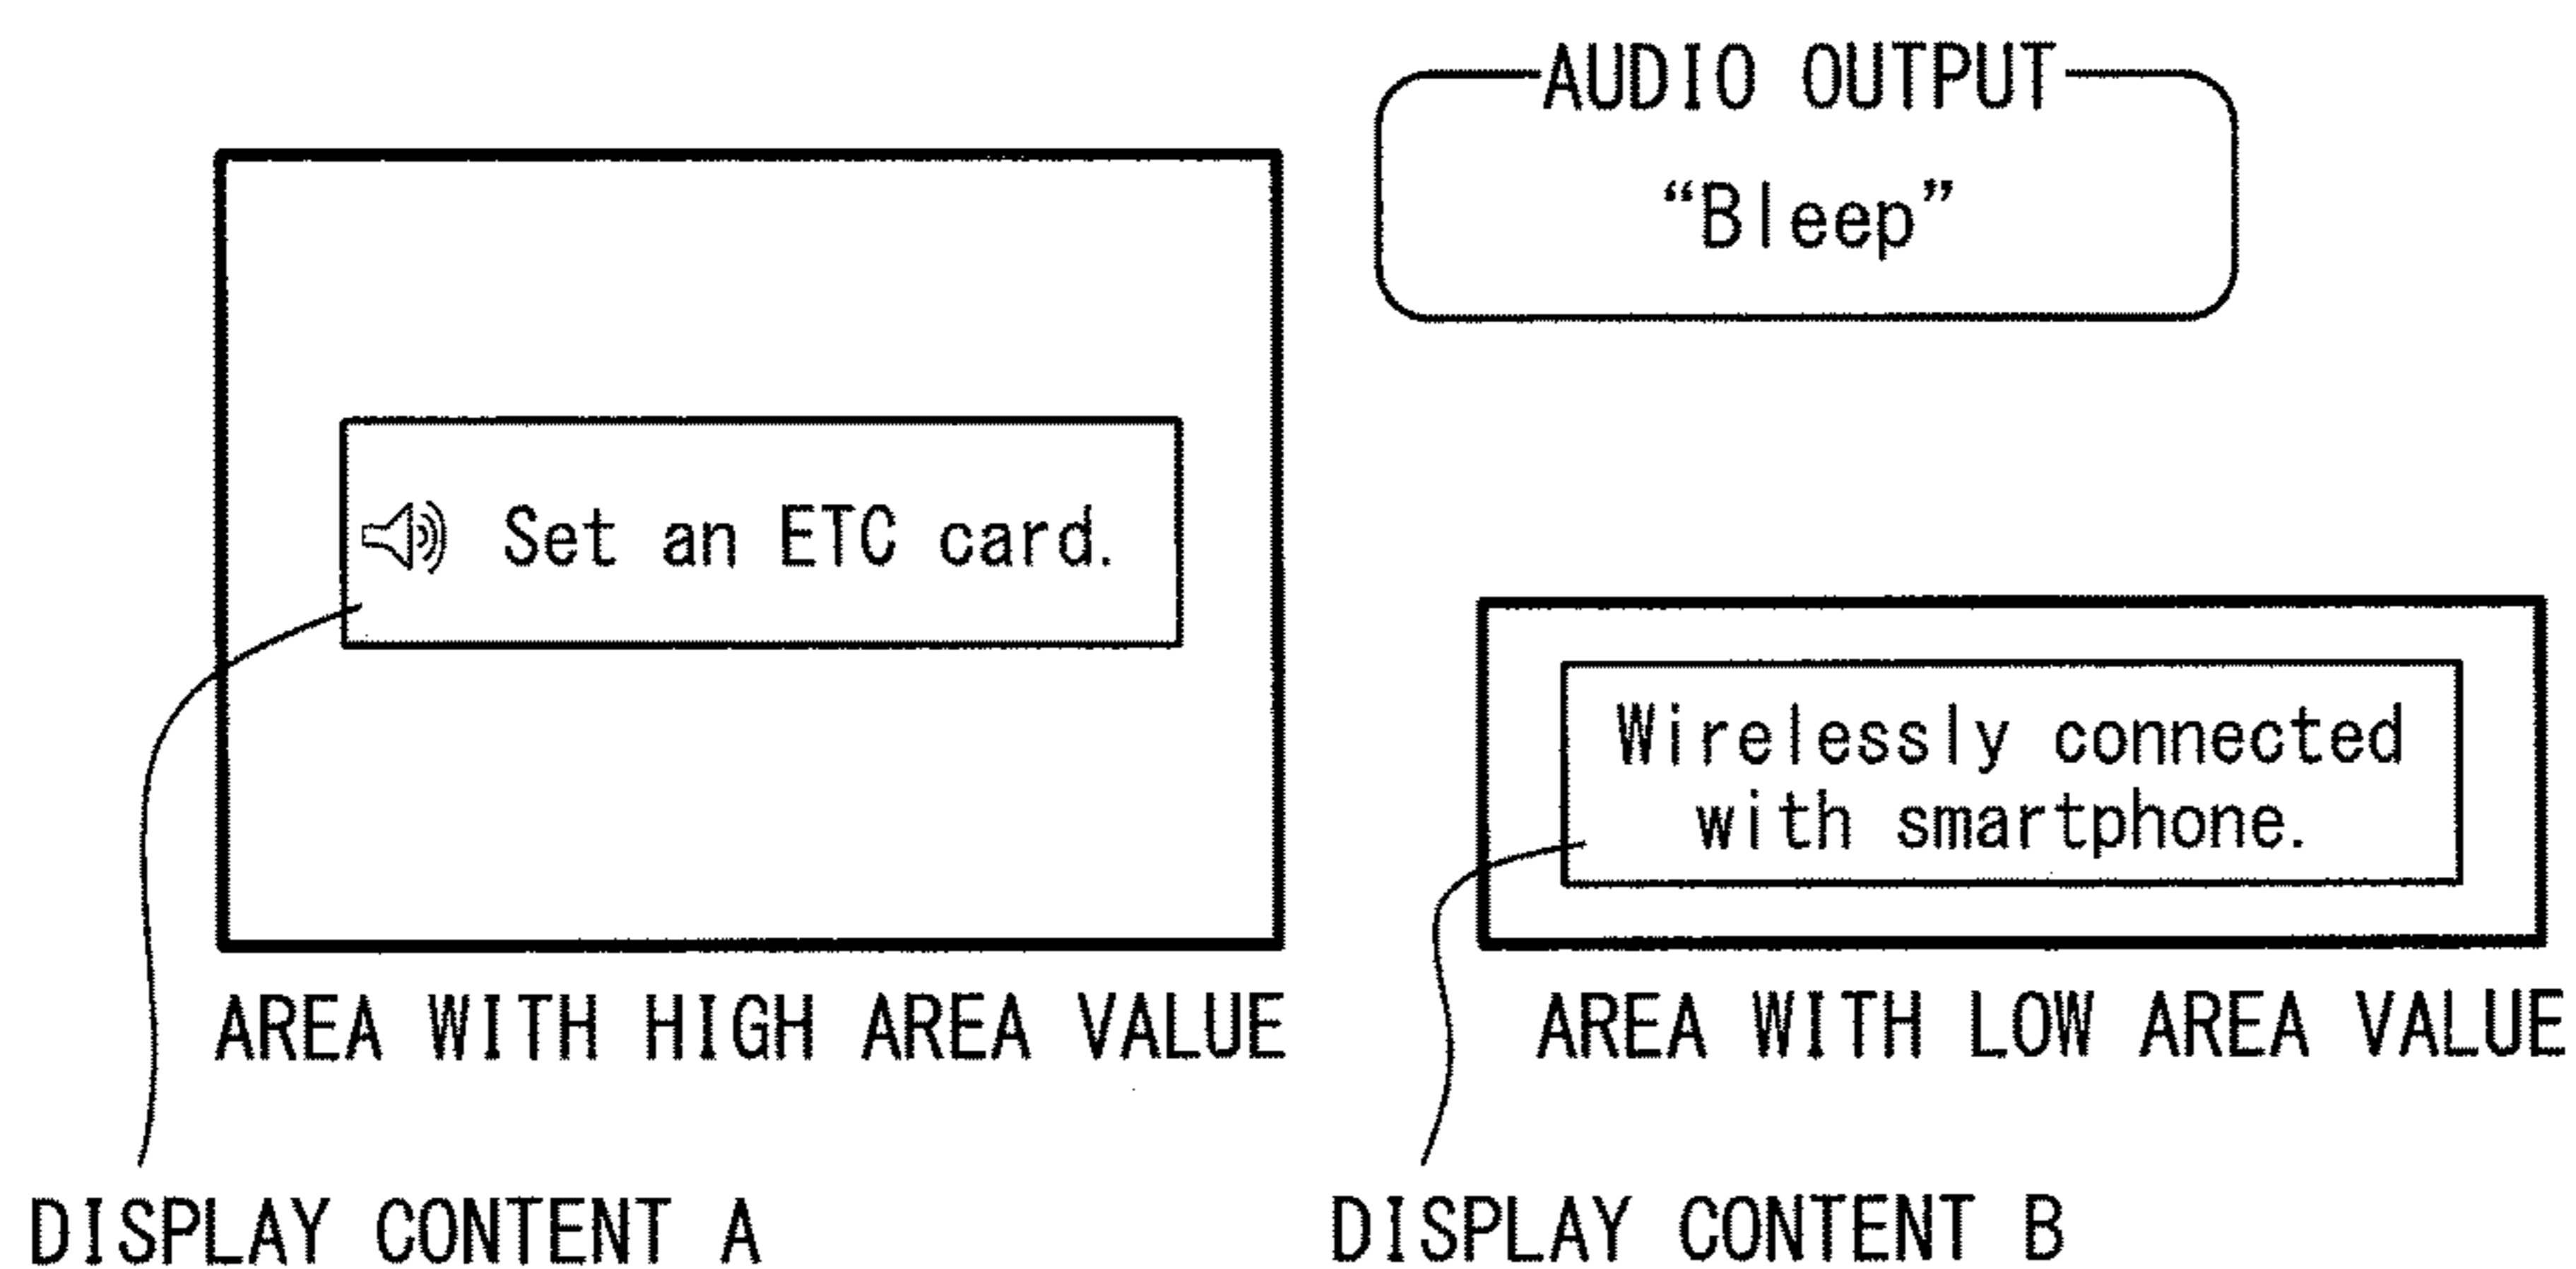 AUDIO OUTPUT
“Bleep”
Set an ETC card.
Wirelessly connected
with smartphone.
AREA WITH HIGH AREA VALUE
AREA WITH LOW AREA VALUE
DISPLAY CONTENT A
DISPLAY CONTENT B